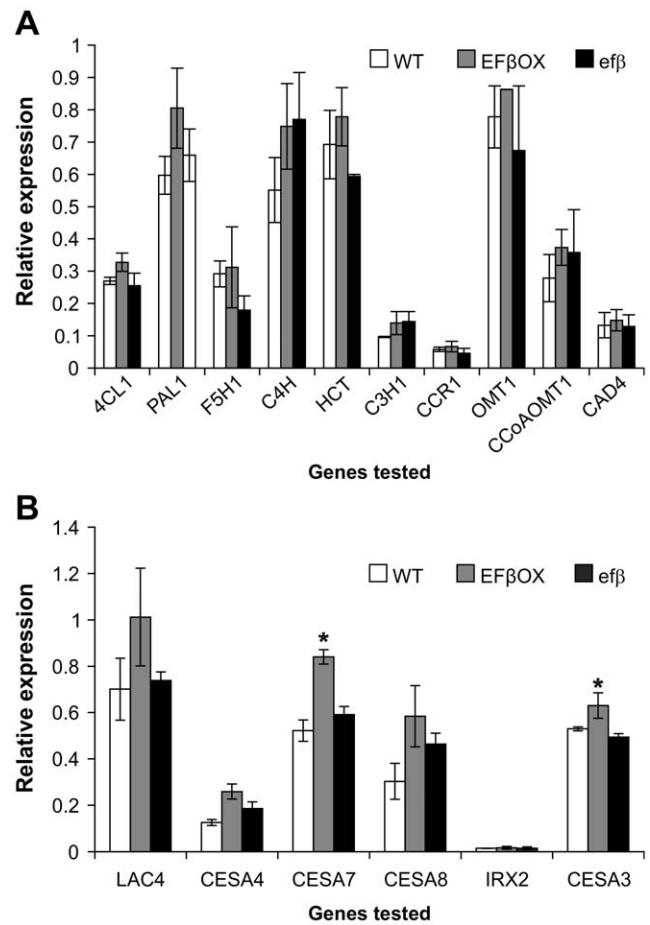 A
WT EFβOX efβ
Relative expression
1
0.9
0.8
0.7
0.6
0.5
0.4
0.3
0.2
0.1
0
4CL1 PAL1 F5H1 C4H HCT C3H1 CCR1 OMT1 CCoAOMT1 CAD4
Genes tested
B
WT EFβOX efβ
Relative expression
1.4
1.2
1
0.8
0.6
0.4
0.2
0
* *
LAC4 CESA4 CESA7 CESA8 IRX2 CESA3
Genes tested